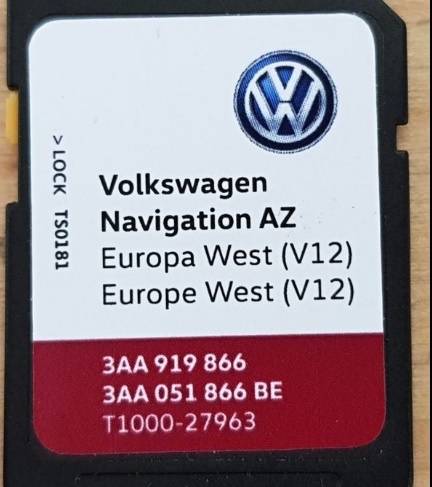 > LOCK TS0181
Volkswagen
Navigation AZ
Europa West (V12)
Europe West (V12)
3AA 919 866
3AA 051 866 BE
T1000-27963